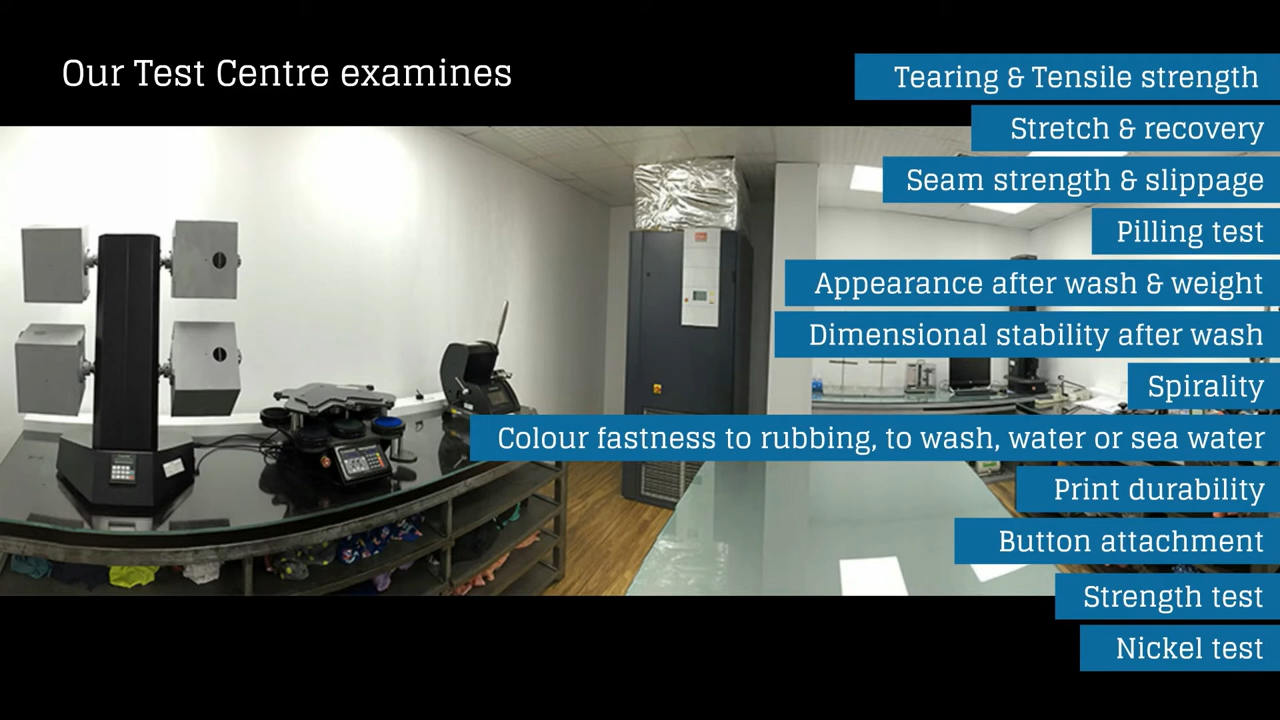 Our Test Centre examines
Tearing & Tensile strength
Stretch & recovery
Seam strength & slippage
Pilling test
Appearance after wash & weight
Dimensional stability after wash
Spirality
Colour fastness to rubbing, to wash, water or sea water
Print durability
Button attachment
Strength test
Nickel test